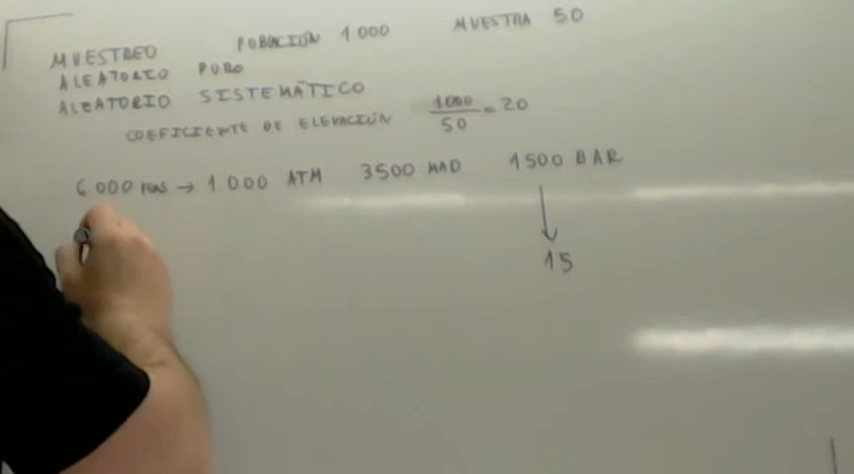 MUESTREO POBLACIÓN 1000 MUESTRA 50
ALEATORIO PURO
ALEATORIO SISTEMÁTICO
COEFICIENTE DE ELEVACIÓN 1000/50 = 20
6000 PERS → 1000 ATM 3500 MAD 1500 BAR
15